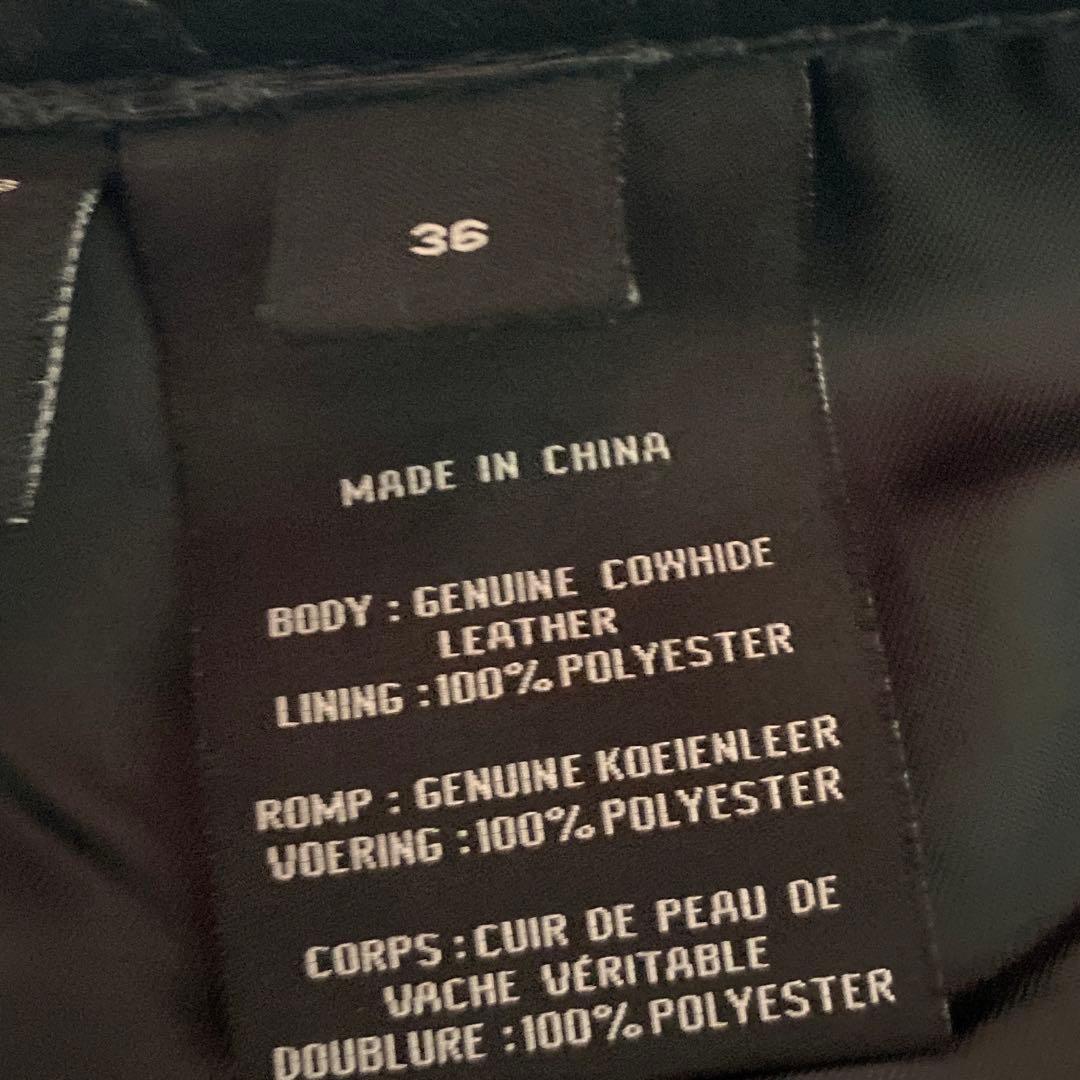 36
MADE IN CHINA
BODY : GENUINE COWHIDE
LEATHER
LINING :100% POLYESTER
ROMP : GENUINE KOEIENLEER
VOERING :100% POLYESTER
CORPS : CUIR DE PEAU DE
VACHE VÉRITABLE
DOUBLURE :100% POLYESTER